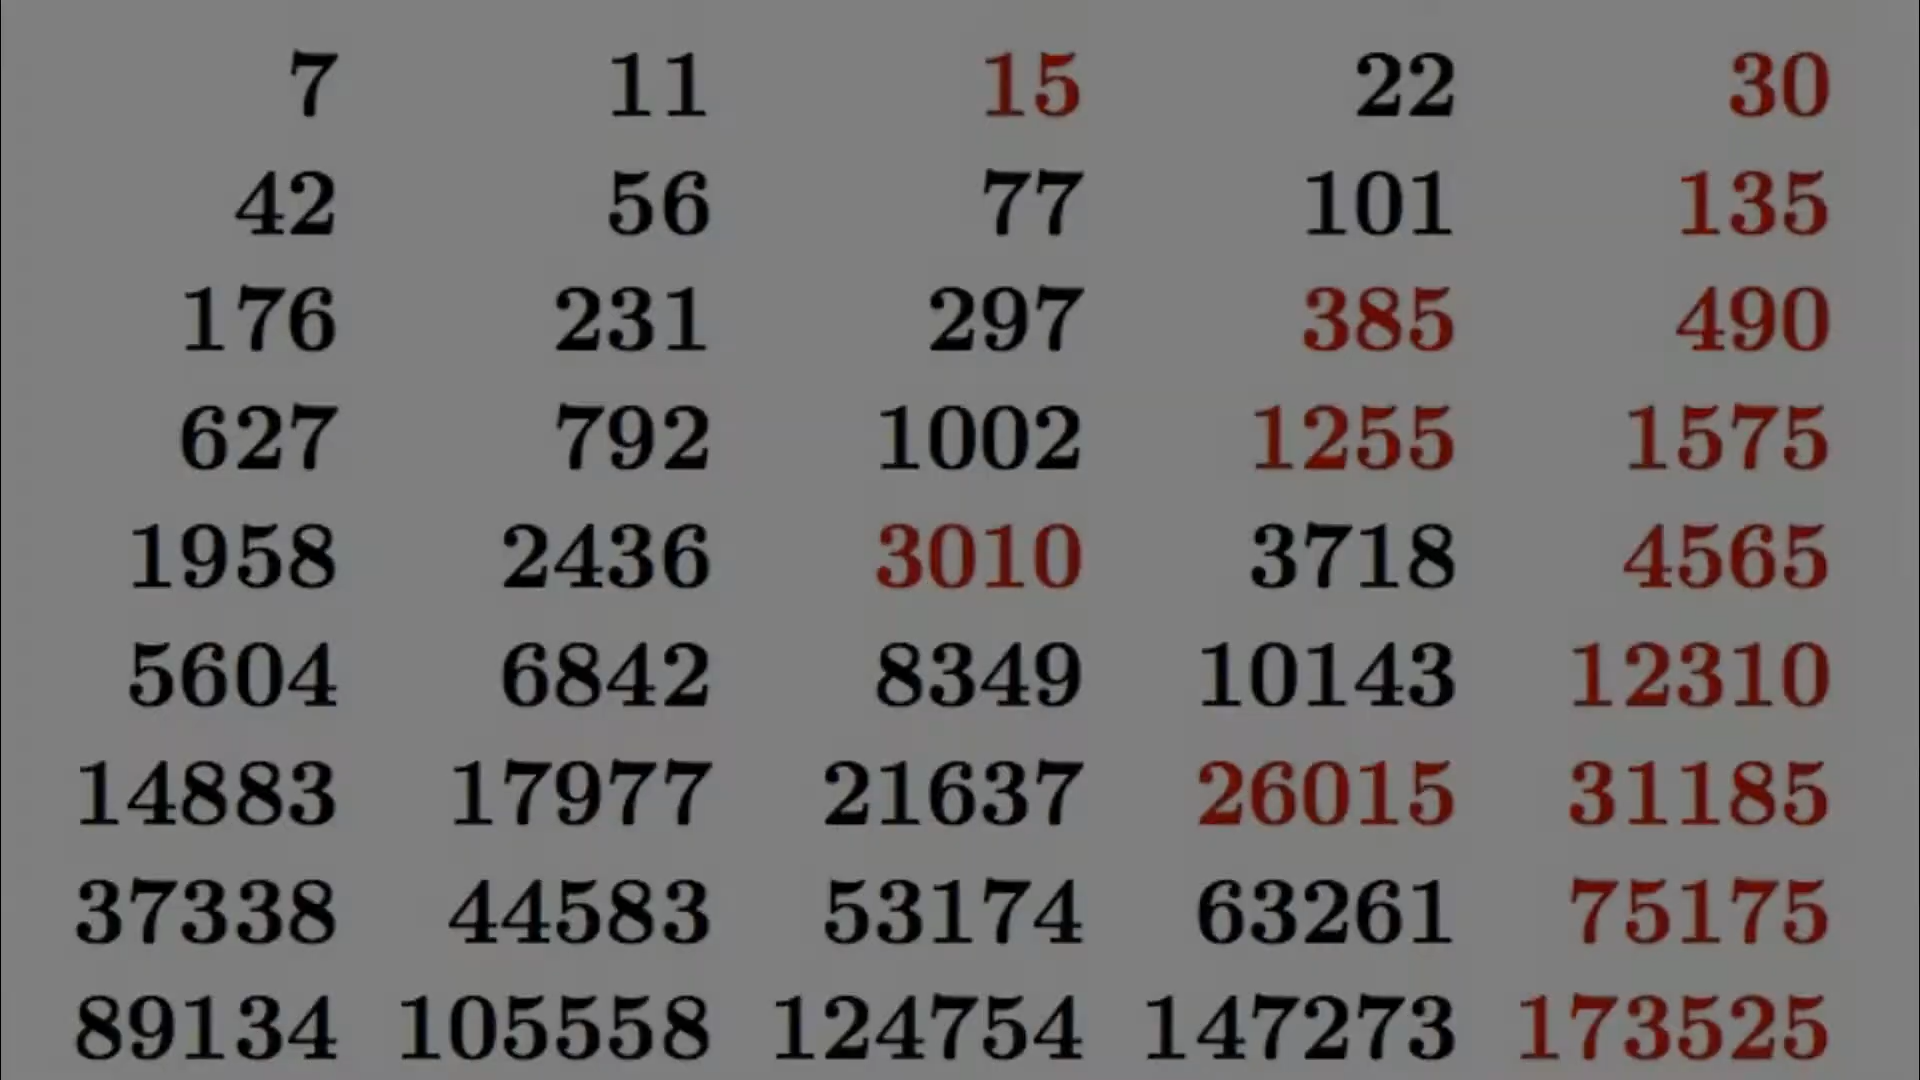 7 11 15 22 30
42 56 77 101 135
176 231 297 385 490
627 792 1002 1255 1575
1958 2436 3010 3718 4565
5604 6842 8349 10143 12310
14883 17977 21637 26015 31185
37338 44583 53174 63261 75175
89134 105558 124754 147273 173525